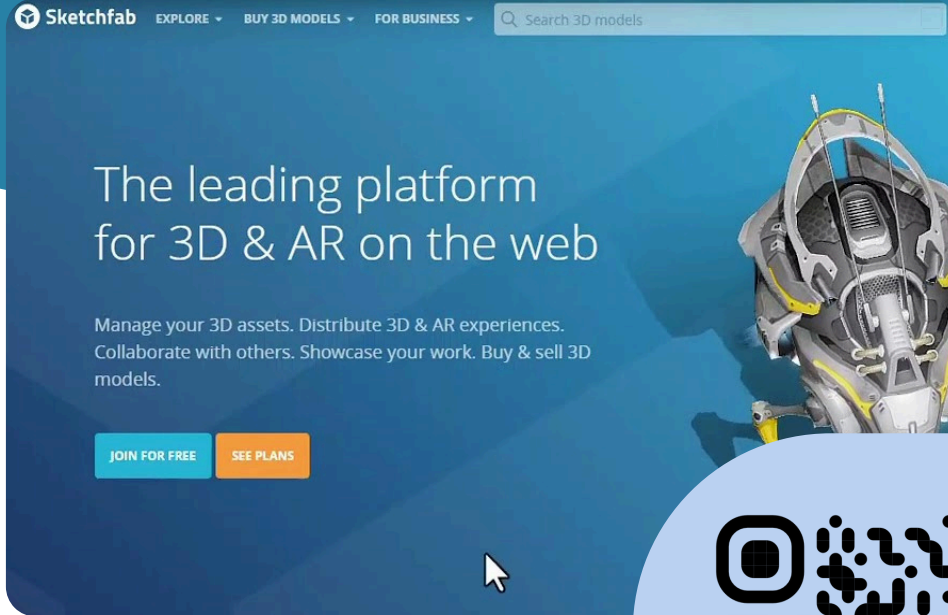 Sketchfab EXPLORE BUY 3D MODELS FOR BUSINESS Search 3D models
The leading platform
for 3D & AR on the web
Manage your 3D assets. Distribute 3D & AR experiences.
Collaborate with others. Showcase your work. Buy & sell 3D
models.
JOIN FOR FREE SEE PLANS